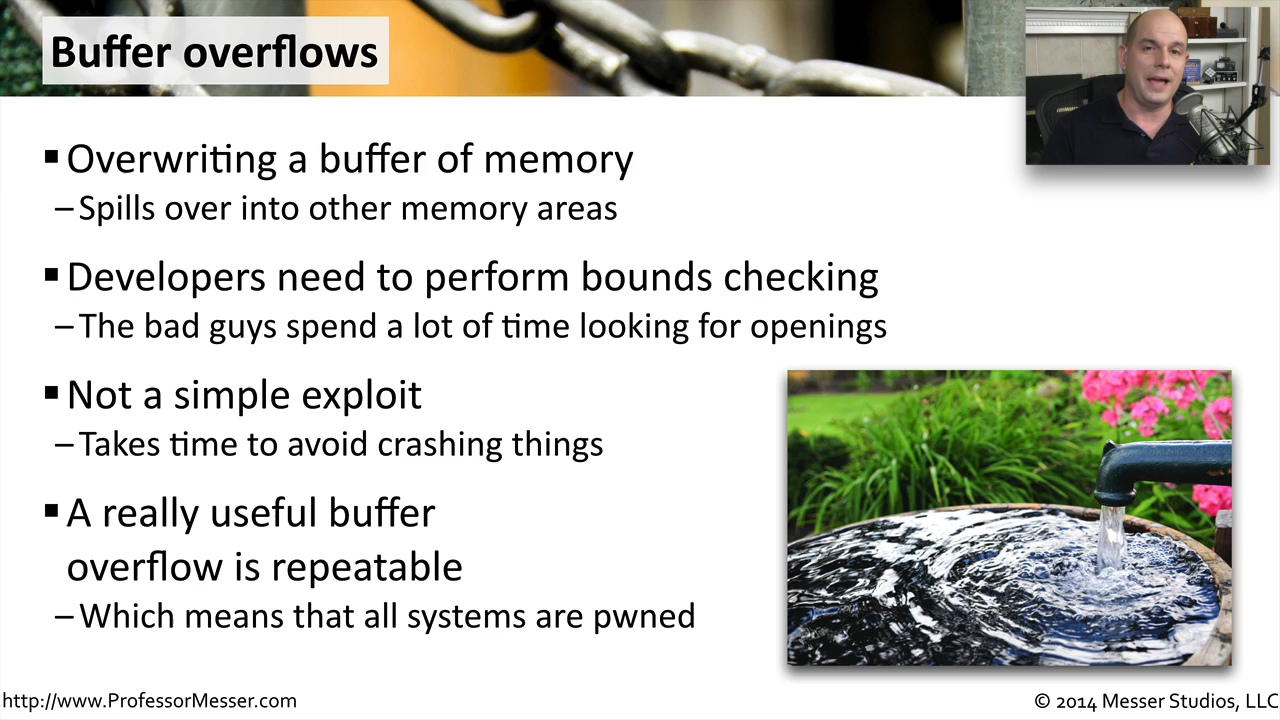 Buffer overflows
▪ Overwriting a buffer of memory
– Spills over into other memory areas
▪ Developers need to perform bounds checking
– The bad guys spend a lot of time looking for openings
▪ Not a simple exploit
– Takes time to avoid crashing things
▪ A really useful buffer
overflow is repeatable
– Which means that all systems are pwned
http://www.ProfessorMesser.com
© 2014 Messer Studios, LLC